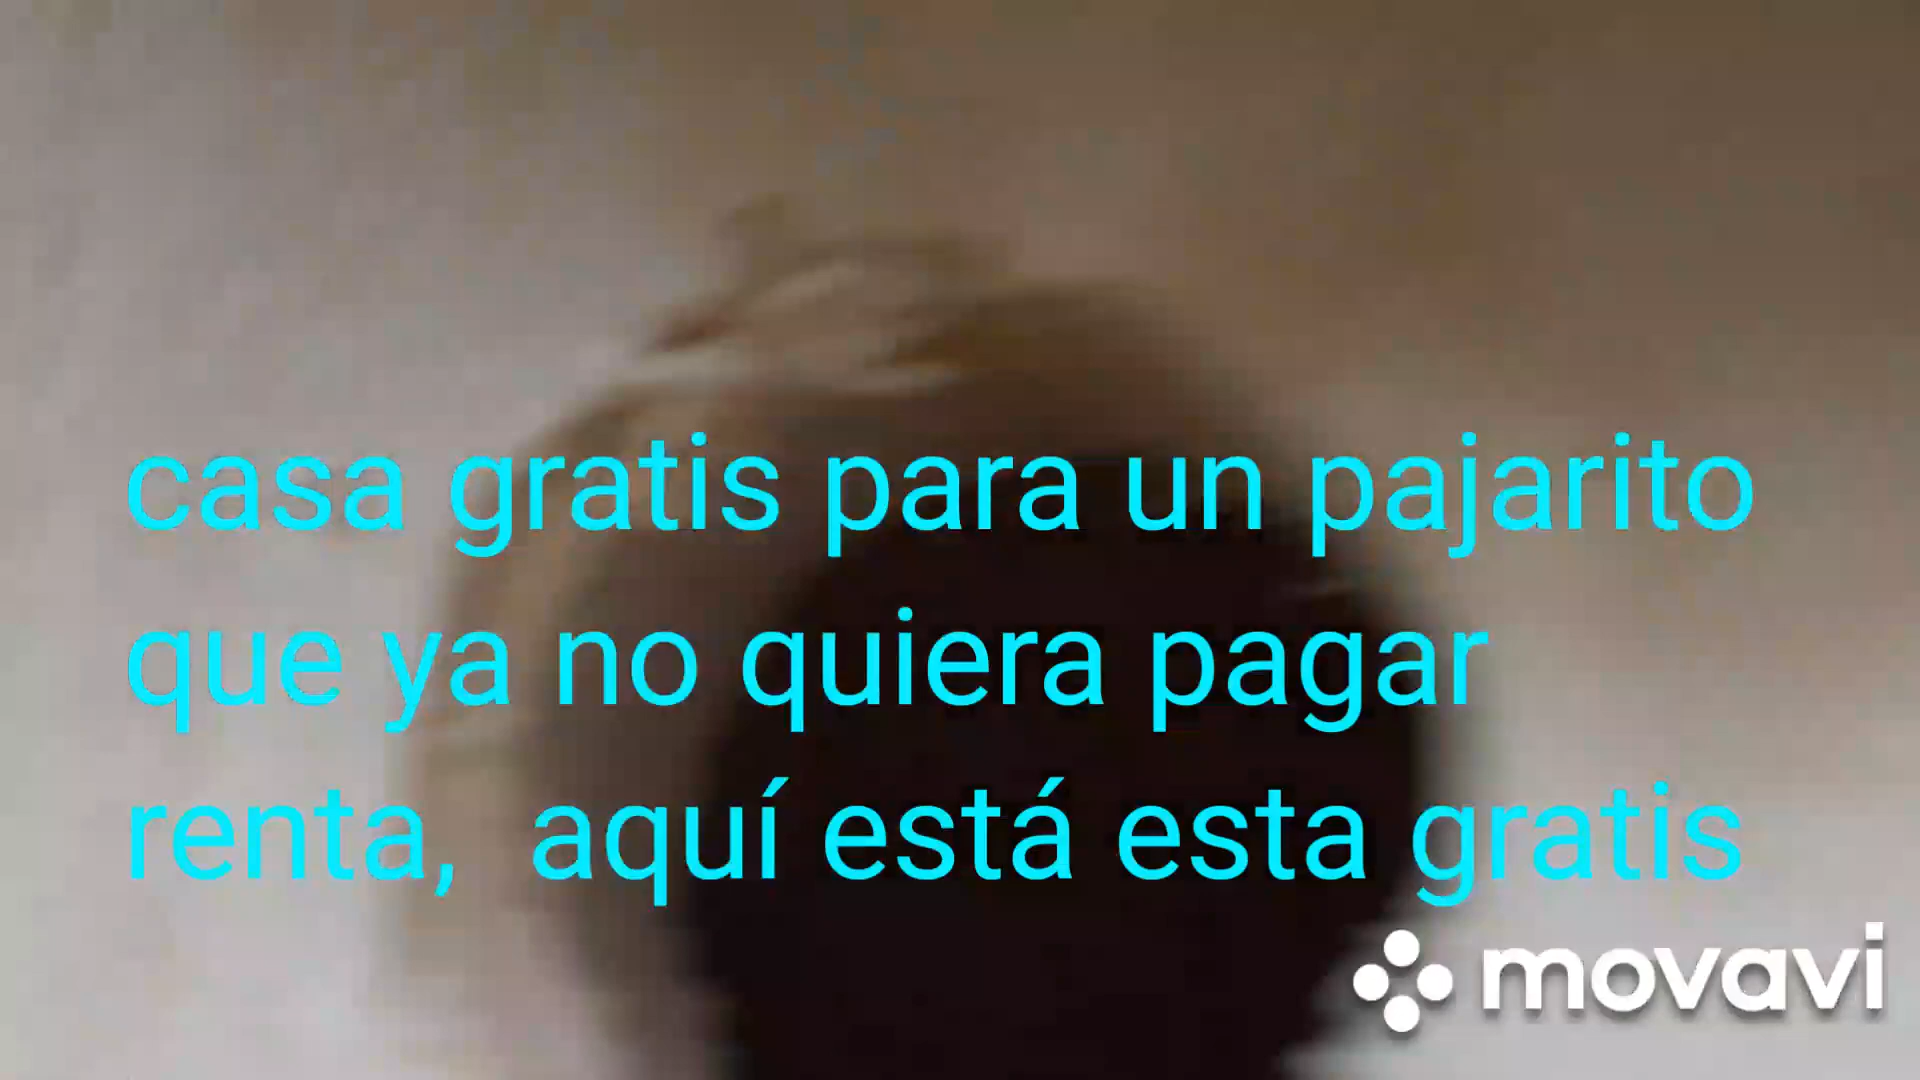 casa gratis para un pajarito
que ya no quiera pagar
renta,  aquí está esta gratis
movavi